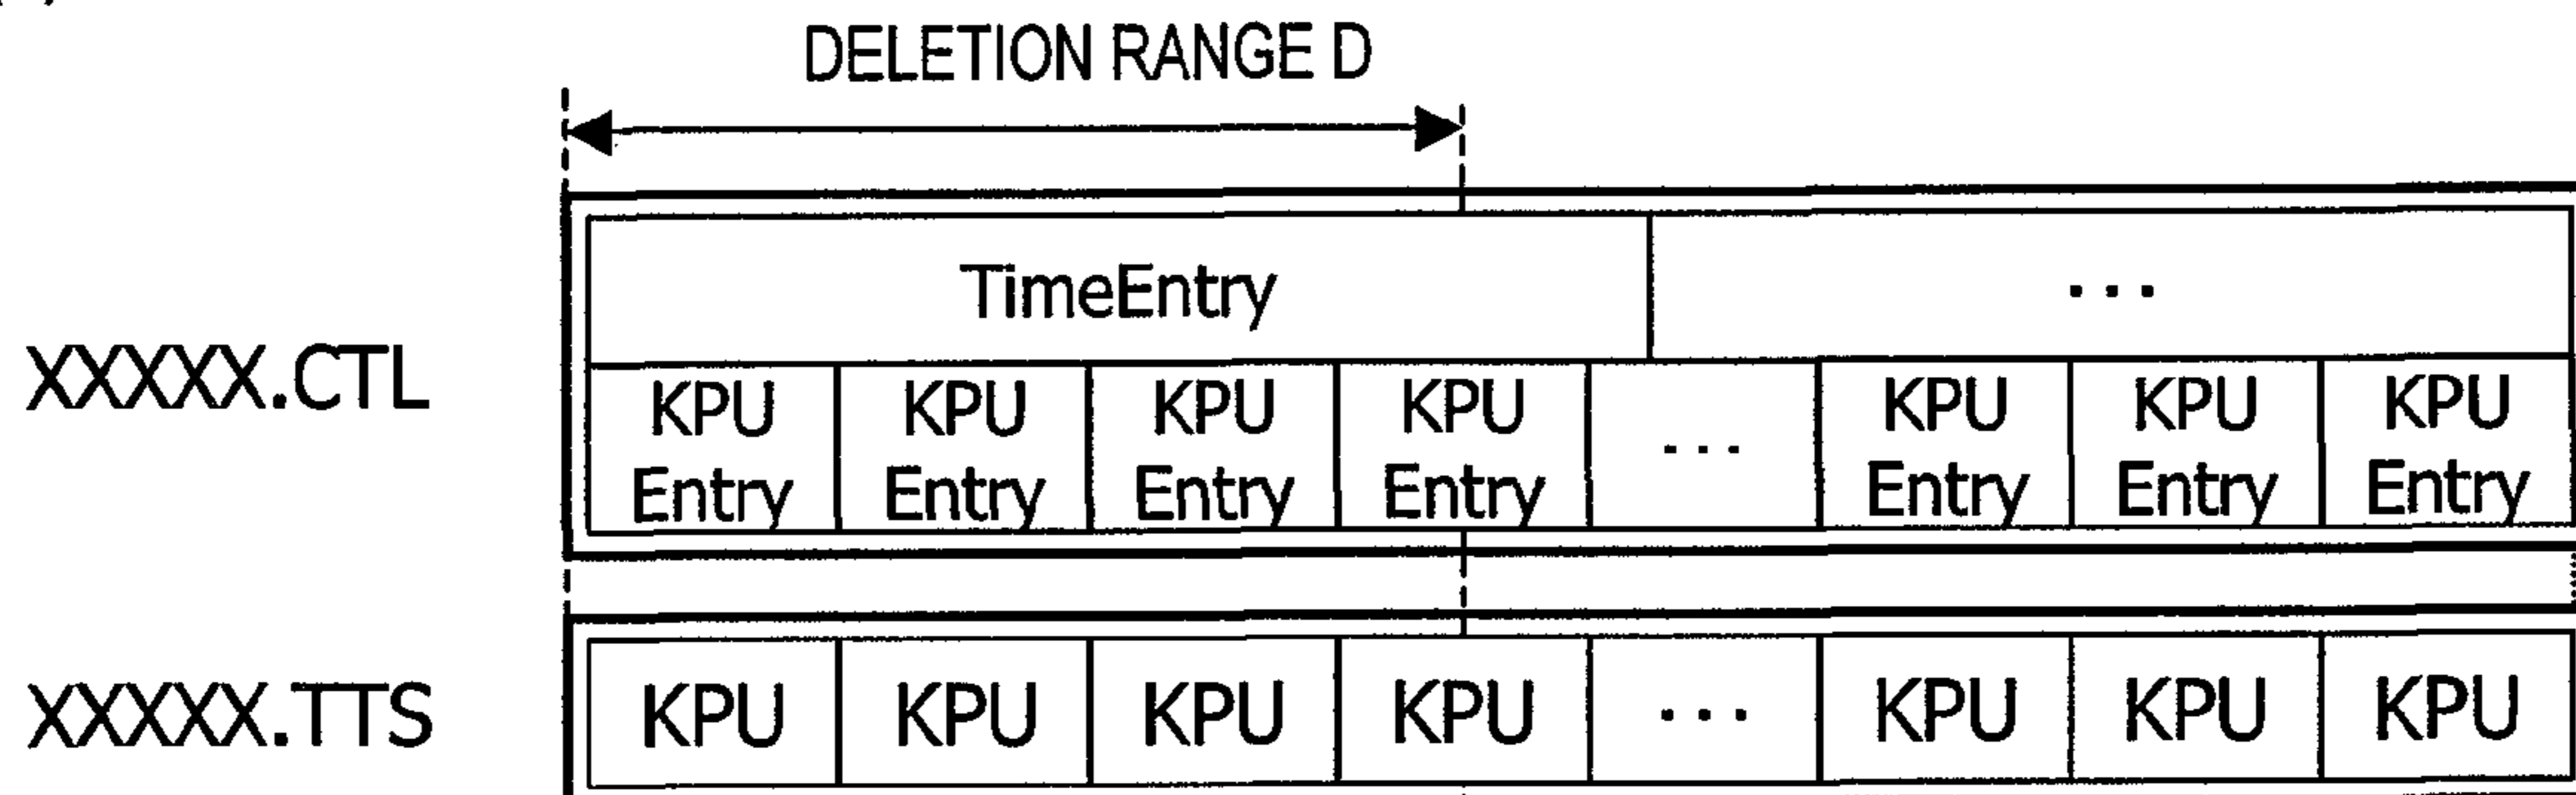 DELETION RANGE D
TimeEntry ...
XXXXX.CTL
KPU KPU KPU KPU ... KPU KPU KPU
Entry Entry Entry Entry Entry Entry Entry
XXXXX.TTS KPU KPU KPU KPU ... KPU KPU KPU